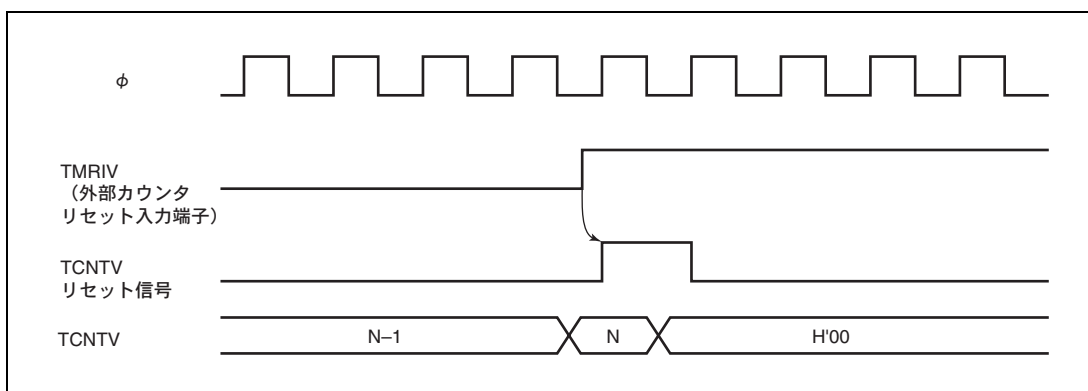 φ
TMRIV
(外部カウンタ
リセット入力端子)
TCNTV
リセット信号
TCNTV
N–1
N
H'00